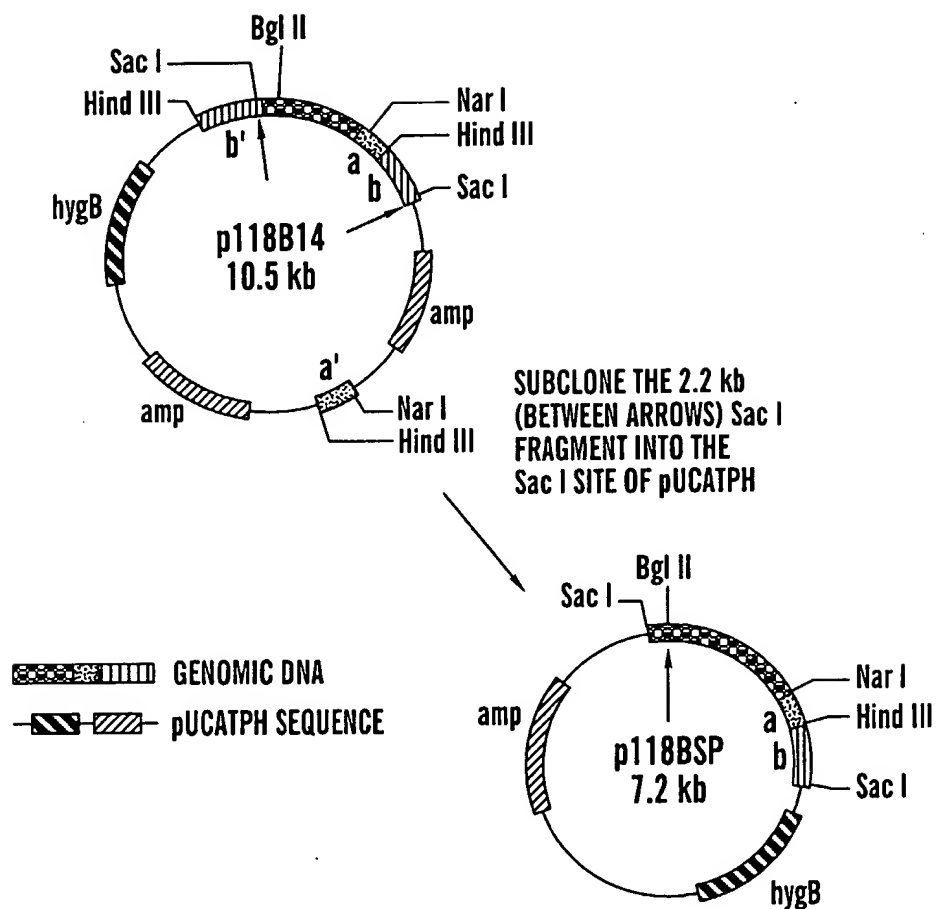 Bgl II
Sac I
Hind III
Nar I
Hind III
b'
a
b
Sac I
hygB
p118B14
10.5 kb
amp
a'
amp
Nar I
Hind III
SUBCLONE THE 2.2 kb
(BETWEEN ARROWS) Sac I
FRAGMENT INTO THE
Sac I SITE OF pUCATPH
Bgl II
Sac I
GENOMIC DNA
pUCATPH SEQUENCE
Nar I
amp
a
Hind III
b
p118BSP
7.2 kb
Sac I
hygB